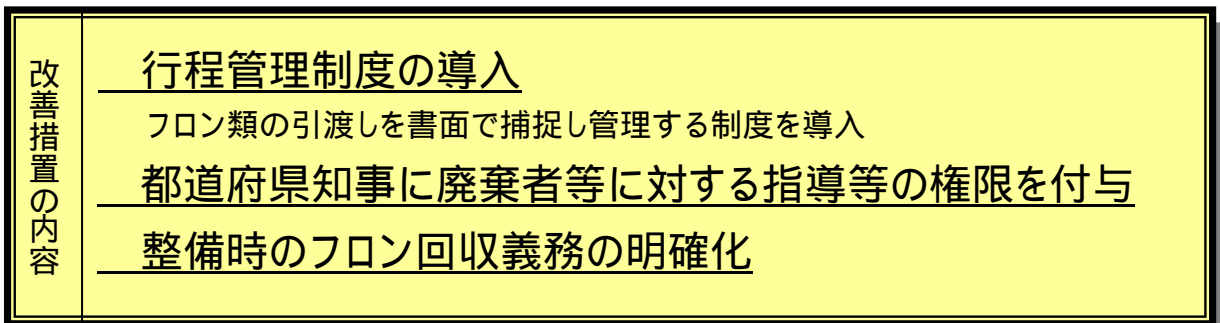 改善措置の内容
行程管理制度の導入
フロン類の引渡しを書面で捕捉し管理する制度を導入
都道府県知事に廃棄者等に対する指導等の権限を付与
整備時のフロン回収義務の明確化